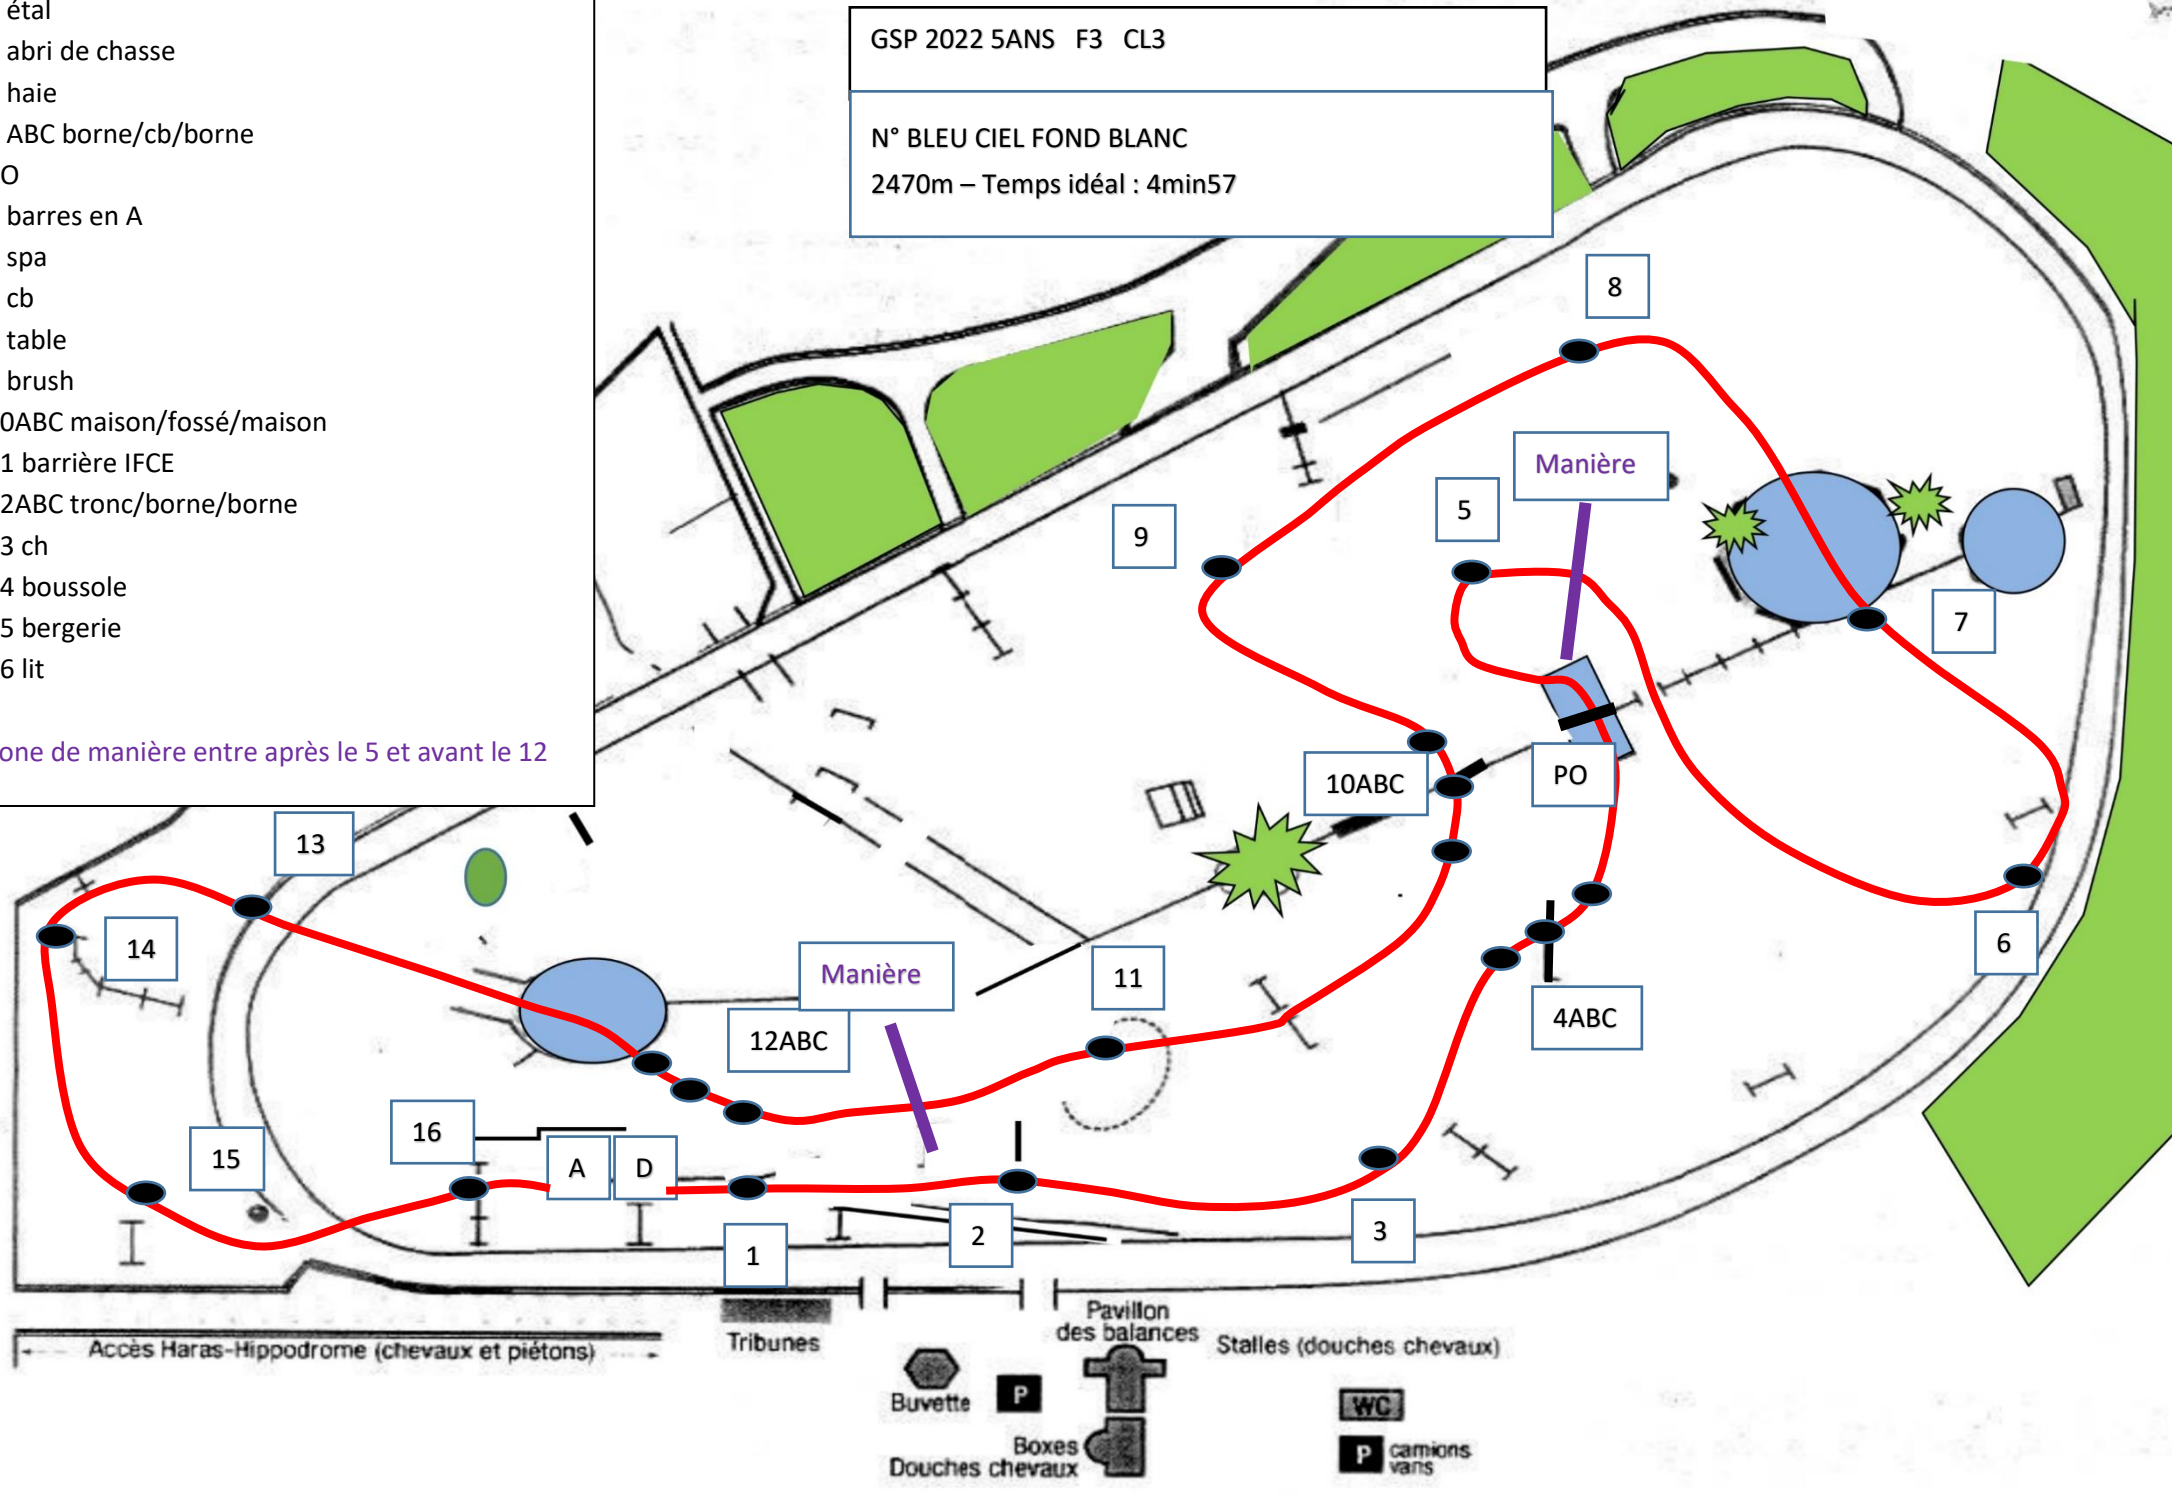 étal
abri de chasse
haie
ABC borne/cb/borne
O
barres en A
spa
cb
table
brush
0ABC maison/fossé/maison
1 barrière IFCE
2ABC tronc/borne/borne
3 ch
4 boussole
5 bergerie
6 lit
one de manière entre après le 5 et avant le 12
GSP 2022 5ANS F3 CL3
N° BLEU CIEL FOND BLANC
2470m – Temps idéal : 4min57
8
Manière
5
9
7
10ABC
PO
13
14
Manière
11
6
12ABC
4ABC
16
15
A
D
1
2
3
Accès Haras-Hippodrome (chevaux et piétons)
Tribunes
Pavillon
des balances
Stalles (douches chevaux)
Buvette
P
WC
Boxes
Douches chevaux
P
camions
vans